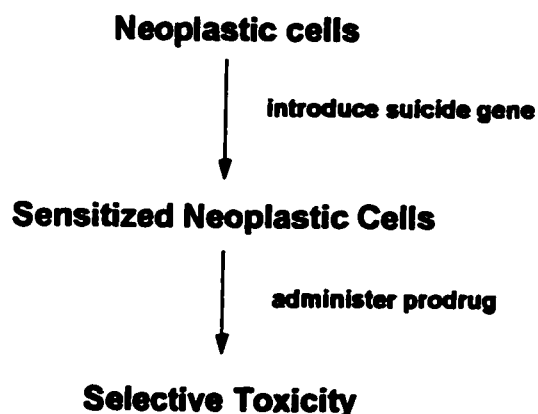 Neoplastic cells
introduce suicide gene
Sensitized Neoplastic Cells
administer prodrug
Selective Toxicity